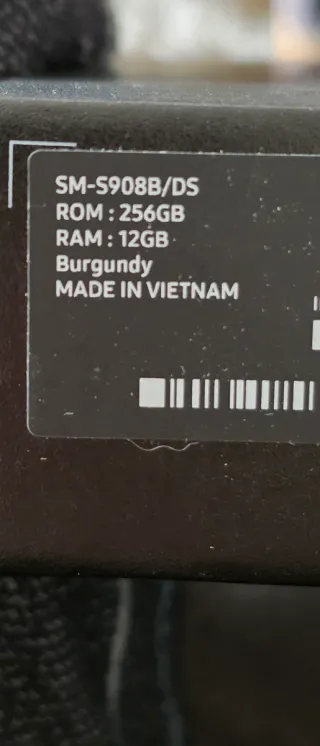 SM-S908B/DS
ROM : 256GB
RAM : 12GB
Burgundy
MADE IN VIETNAM